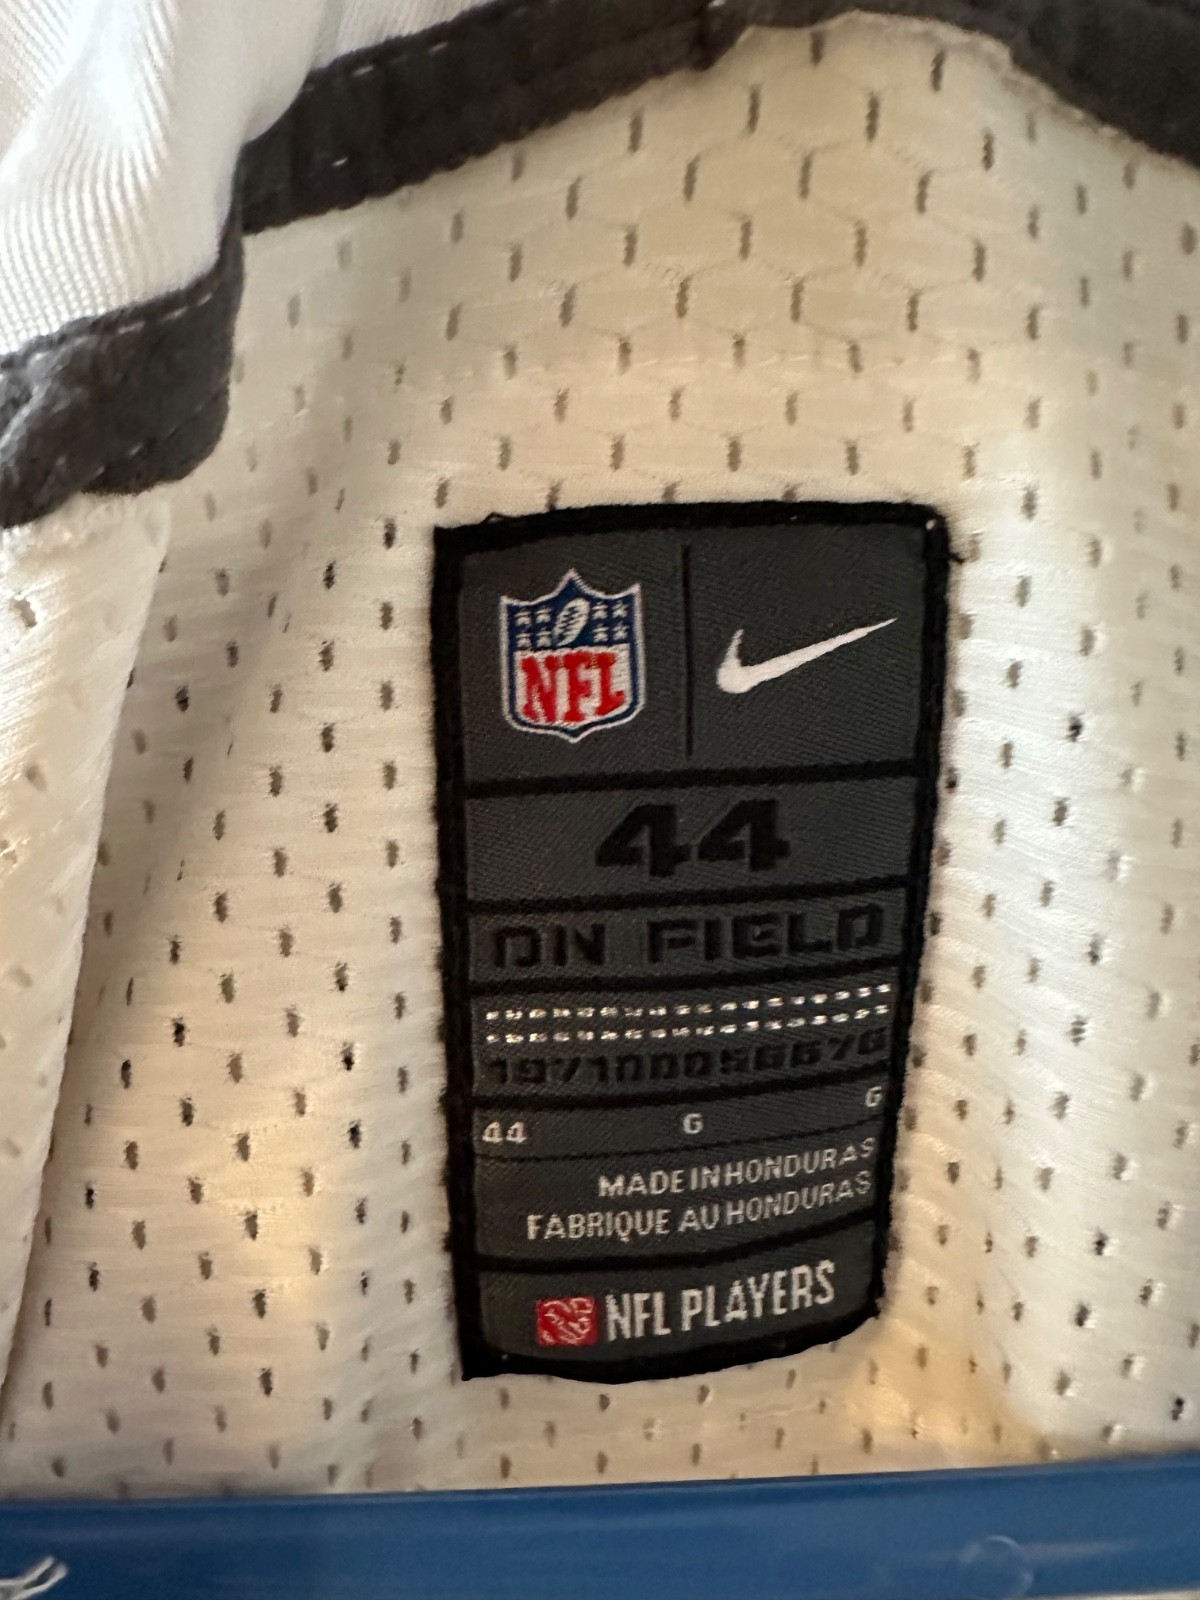 NFL
44
ON FIELD
44 G G
MADE IN HONDURAS
FABRIQUE AU HONDURAS
NFL PLAYERS